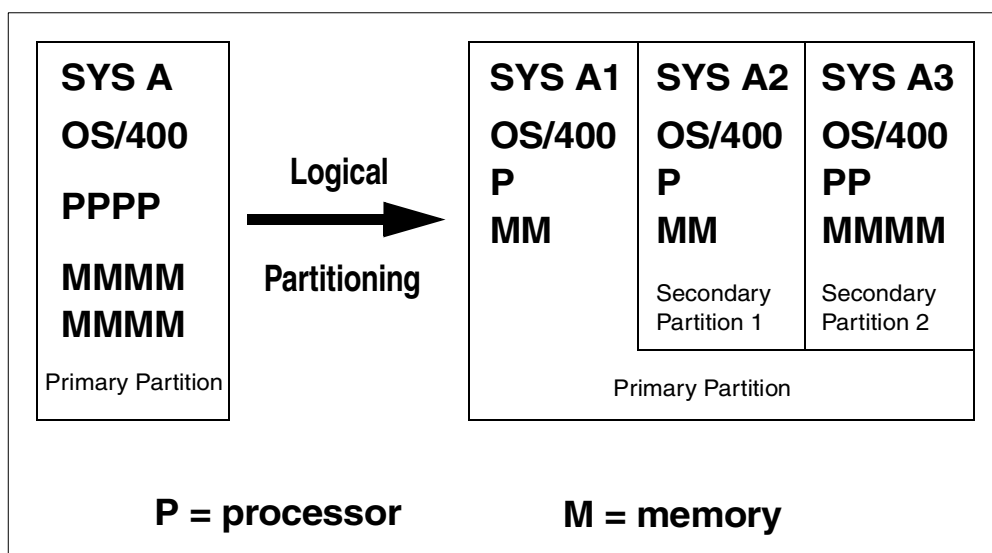 SYS A
OS/400
PPPP
MMMM
MMMM
Primary Partition
Logical
Partitioning
SYS A1
OS/400
P
MM
SYS A2
OS/400
P
MM
Secondary
Partition 1
SYS A3
OS/400
PP
MMMM
Secondary
Partition 2
Primary Partition
P = processor
M = memory